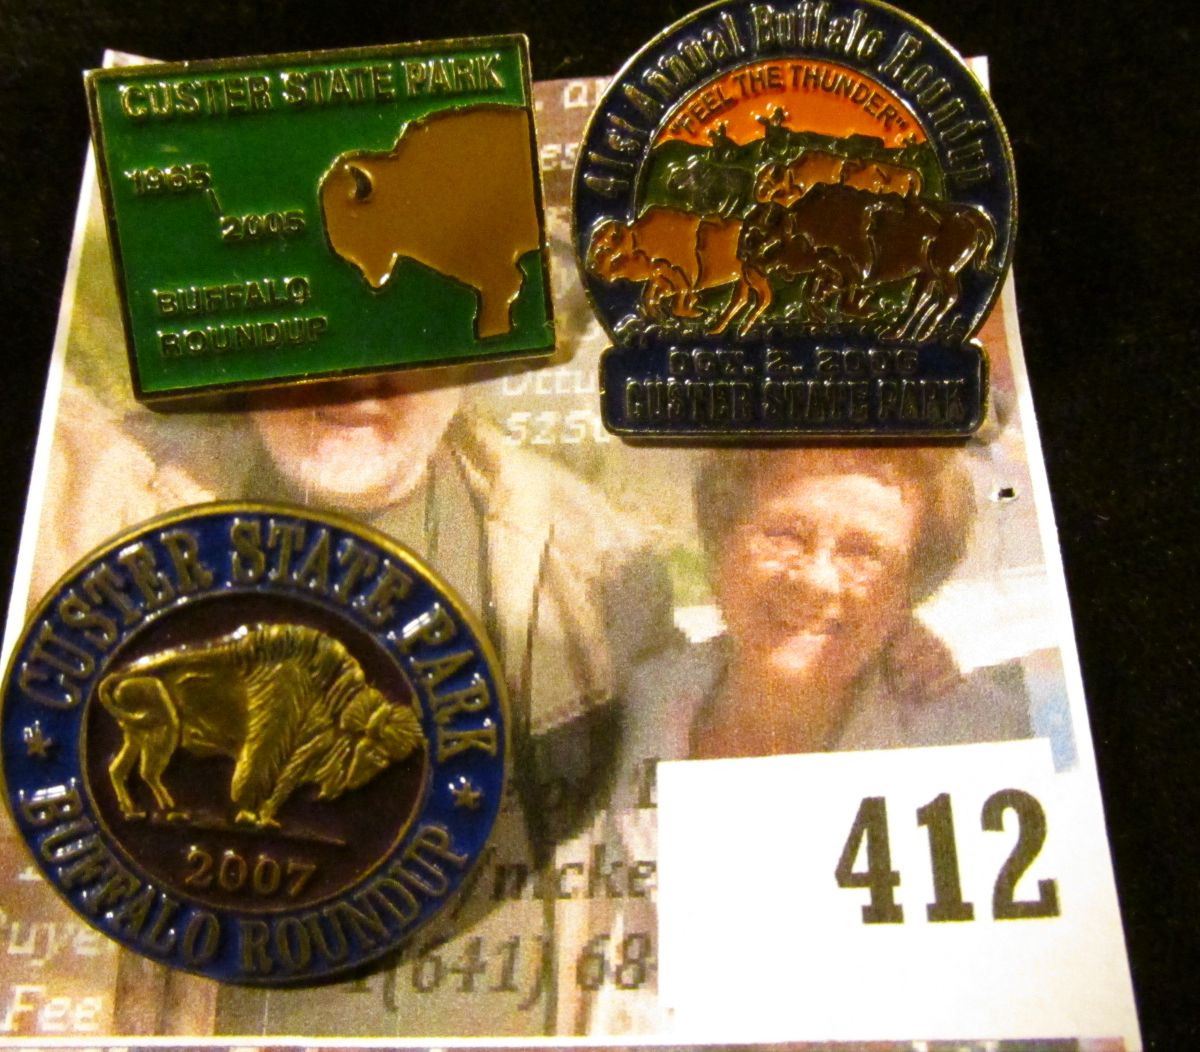 CUSTER STATE PARK
1965
2005
BUFFALO
ROUNDUP
41st Annual Buffalo Roundup
"FEEL THE THUNDER"
OCT. 2. 2006
CUSTER STATE PARK
CUSTER STATE PARK
BUFFALO ROUNDUP
2007
412
(641) 68
Fee